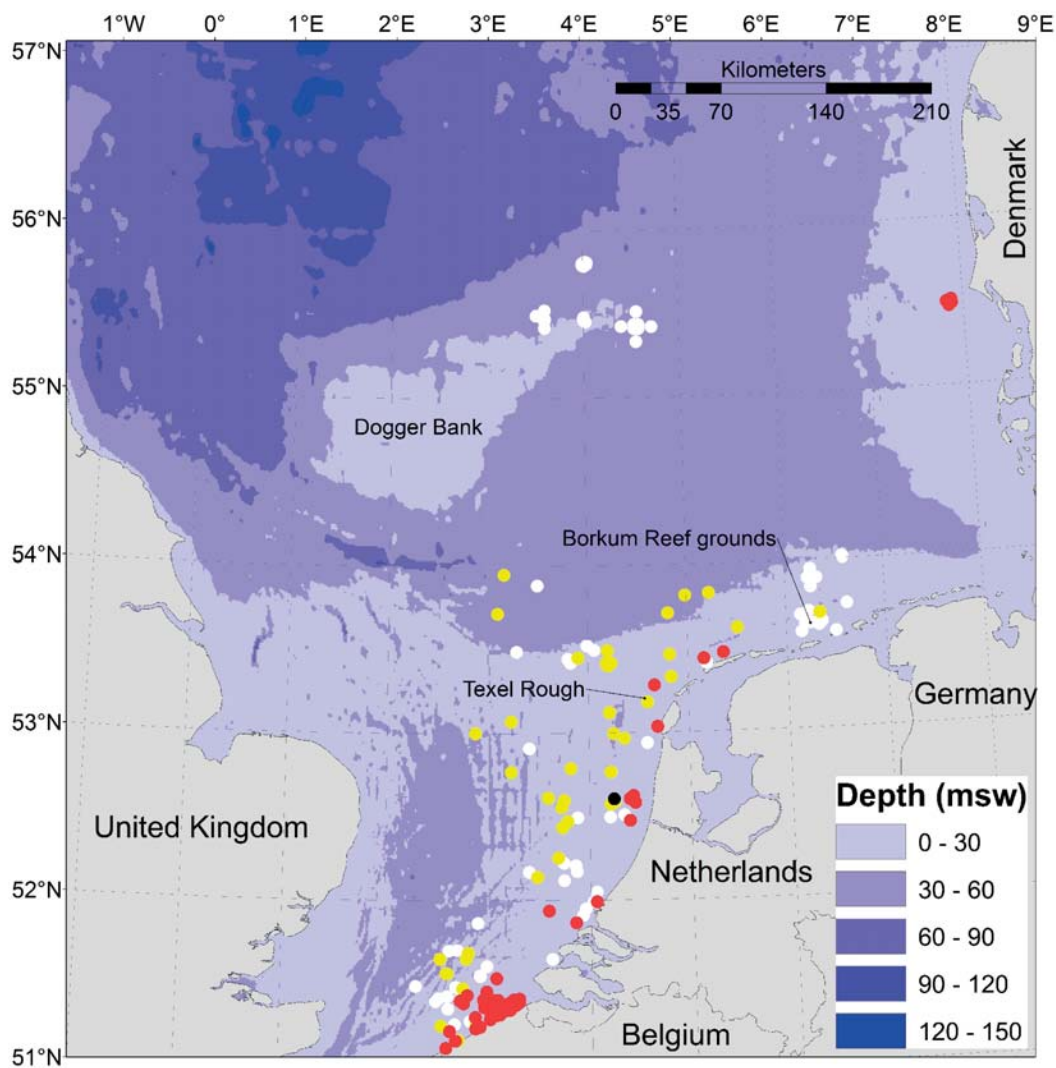 1°W 0° 1°E 2°E 3°E 4°E 5°E 6°E 7°E 8°E 9°E
57°N
Kilometers
0 35 70 140 210
Denmark
56°N
55°N
Dogger Bank
54°N
Borkum Reef grounds
Texel Rough
Germany
53°N
Depth (msw)
United Kingdom
0 - 30
Netherlands
52°N
30 - 60
60 - 90
90 - 120
Belgium
120 - 150
51°N